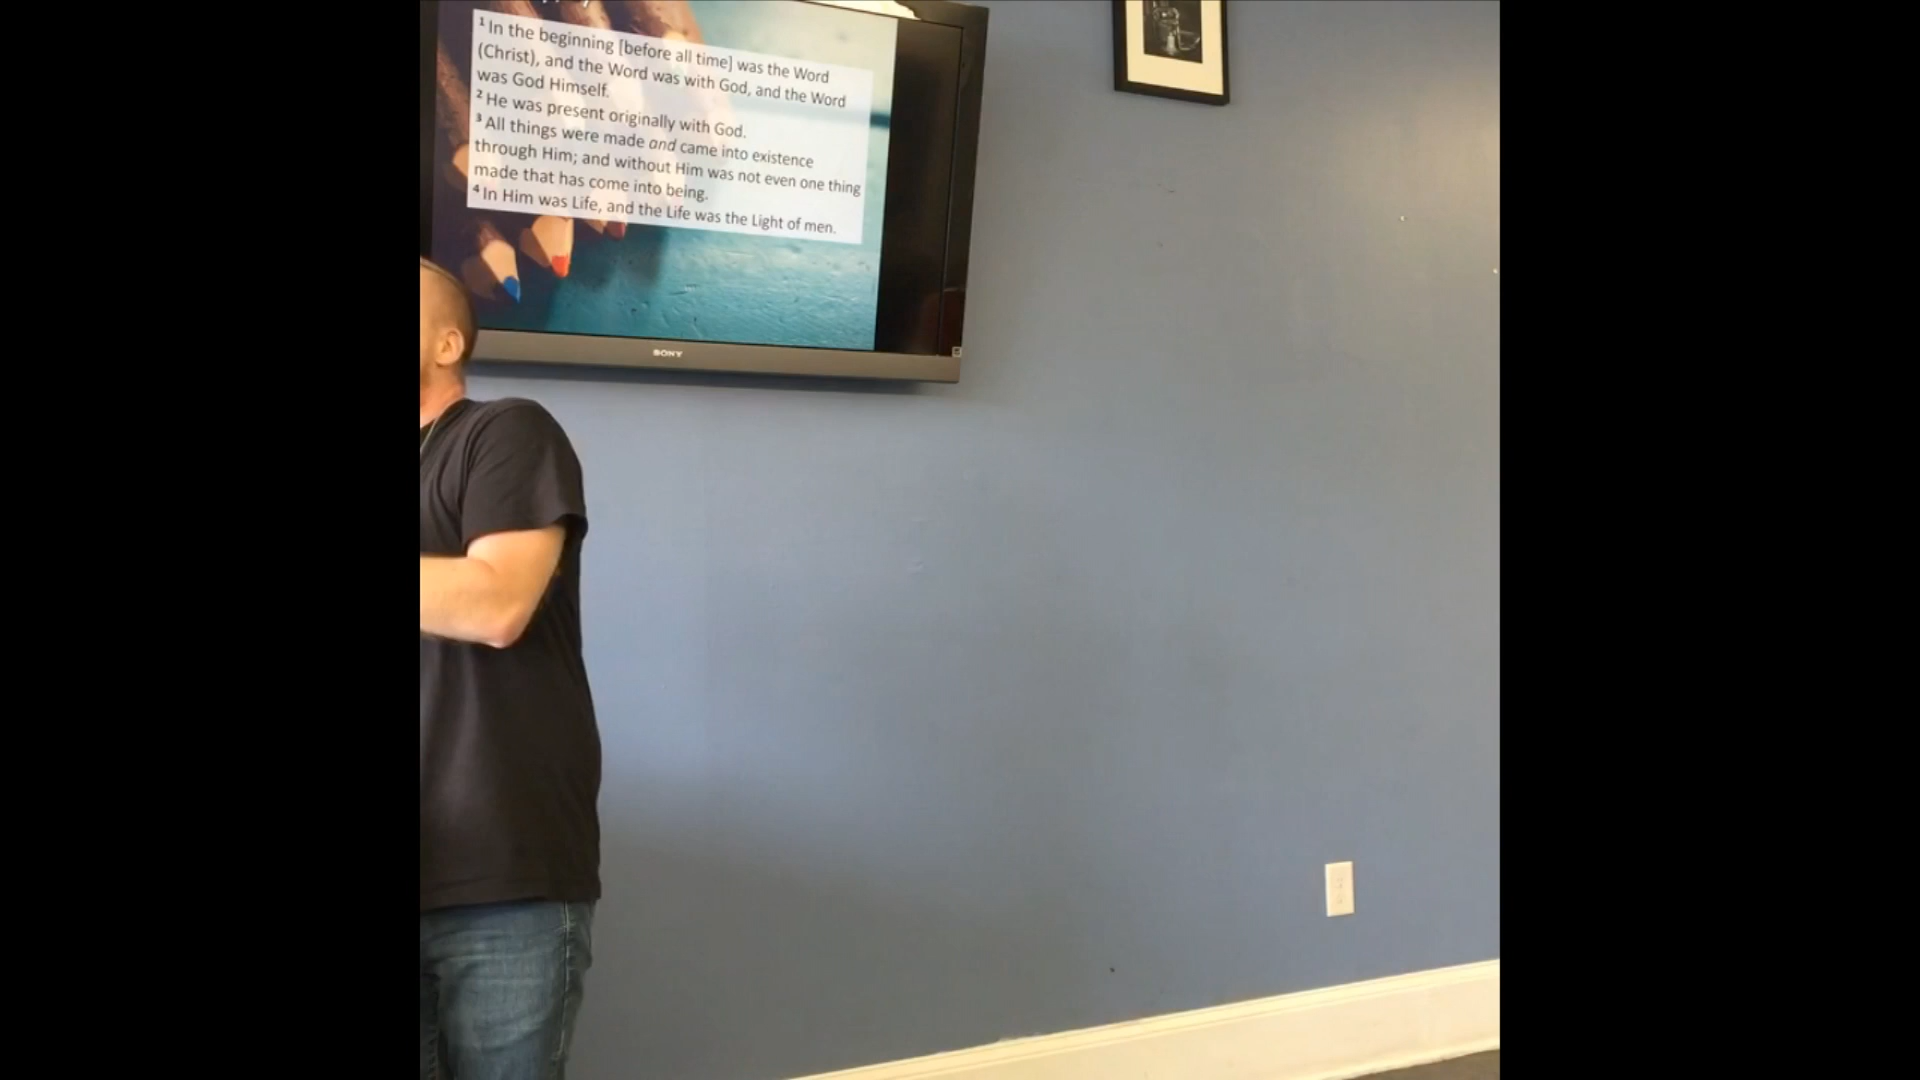 ¹ In the beginning [before all time] was the Word
(Christ), and the Word was with God, and the Word
was God Himself.
² He was present originally with God.
³ All things were made and came into existence
through Him; and without Him was not even one thing
made that has come into being.
⁴ In Him was Life, and the Life was the Light of men.
SONY